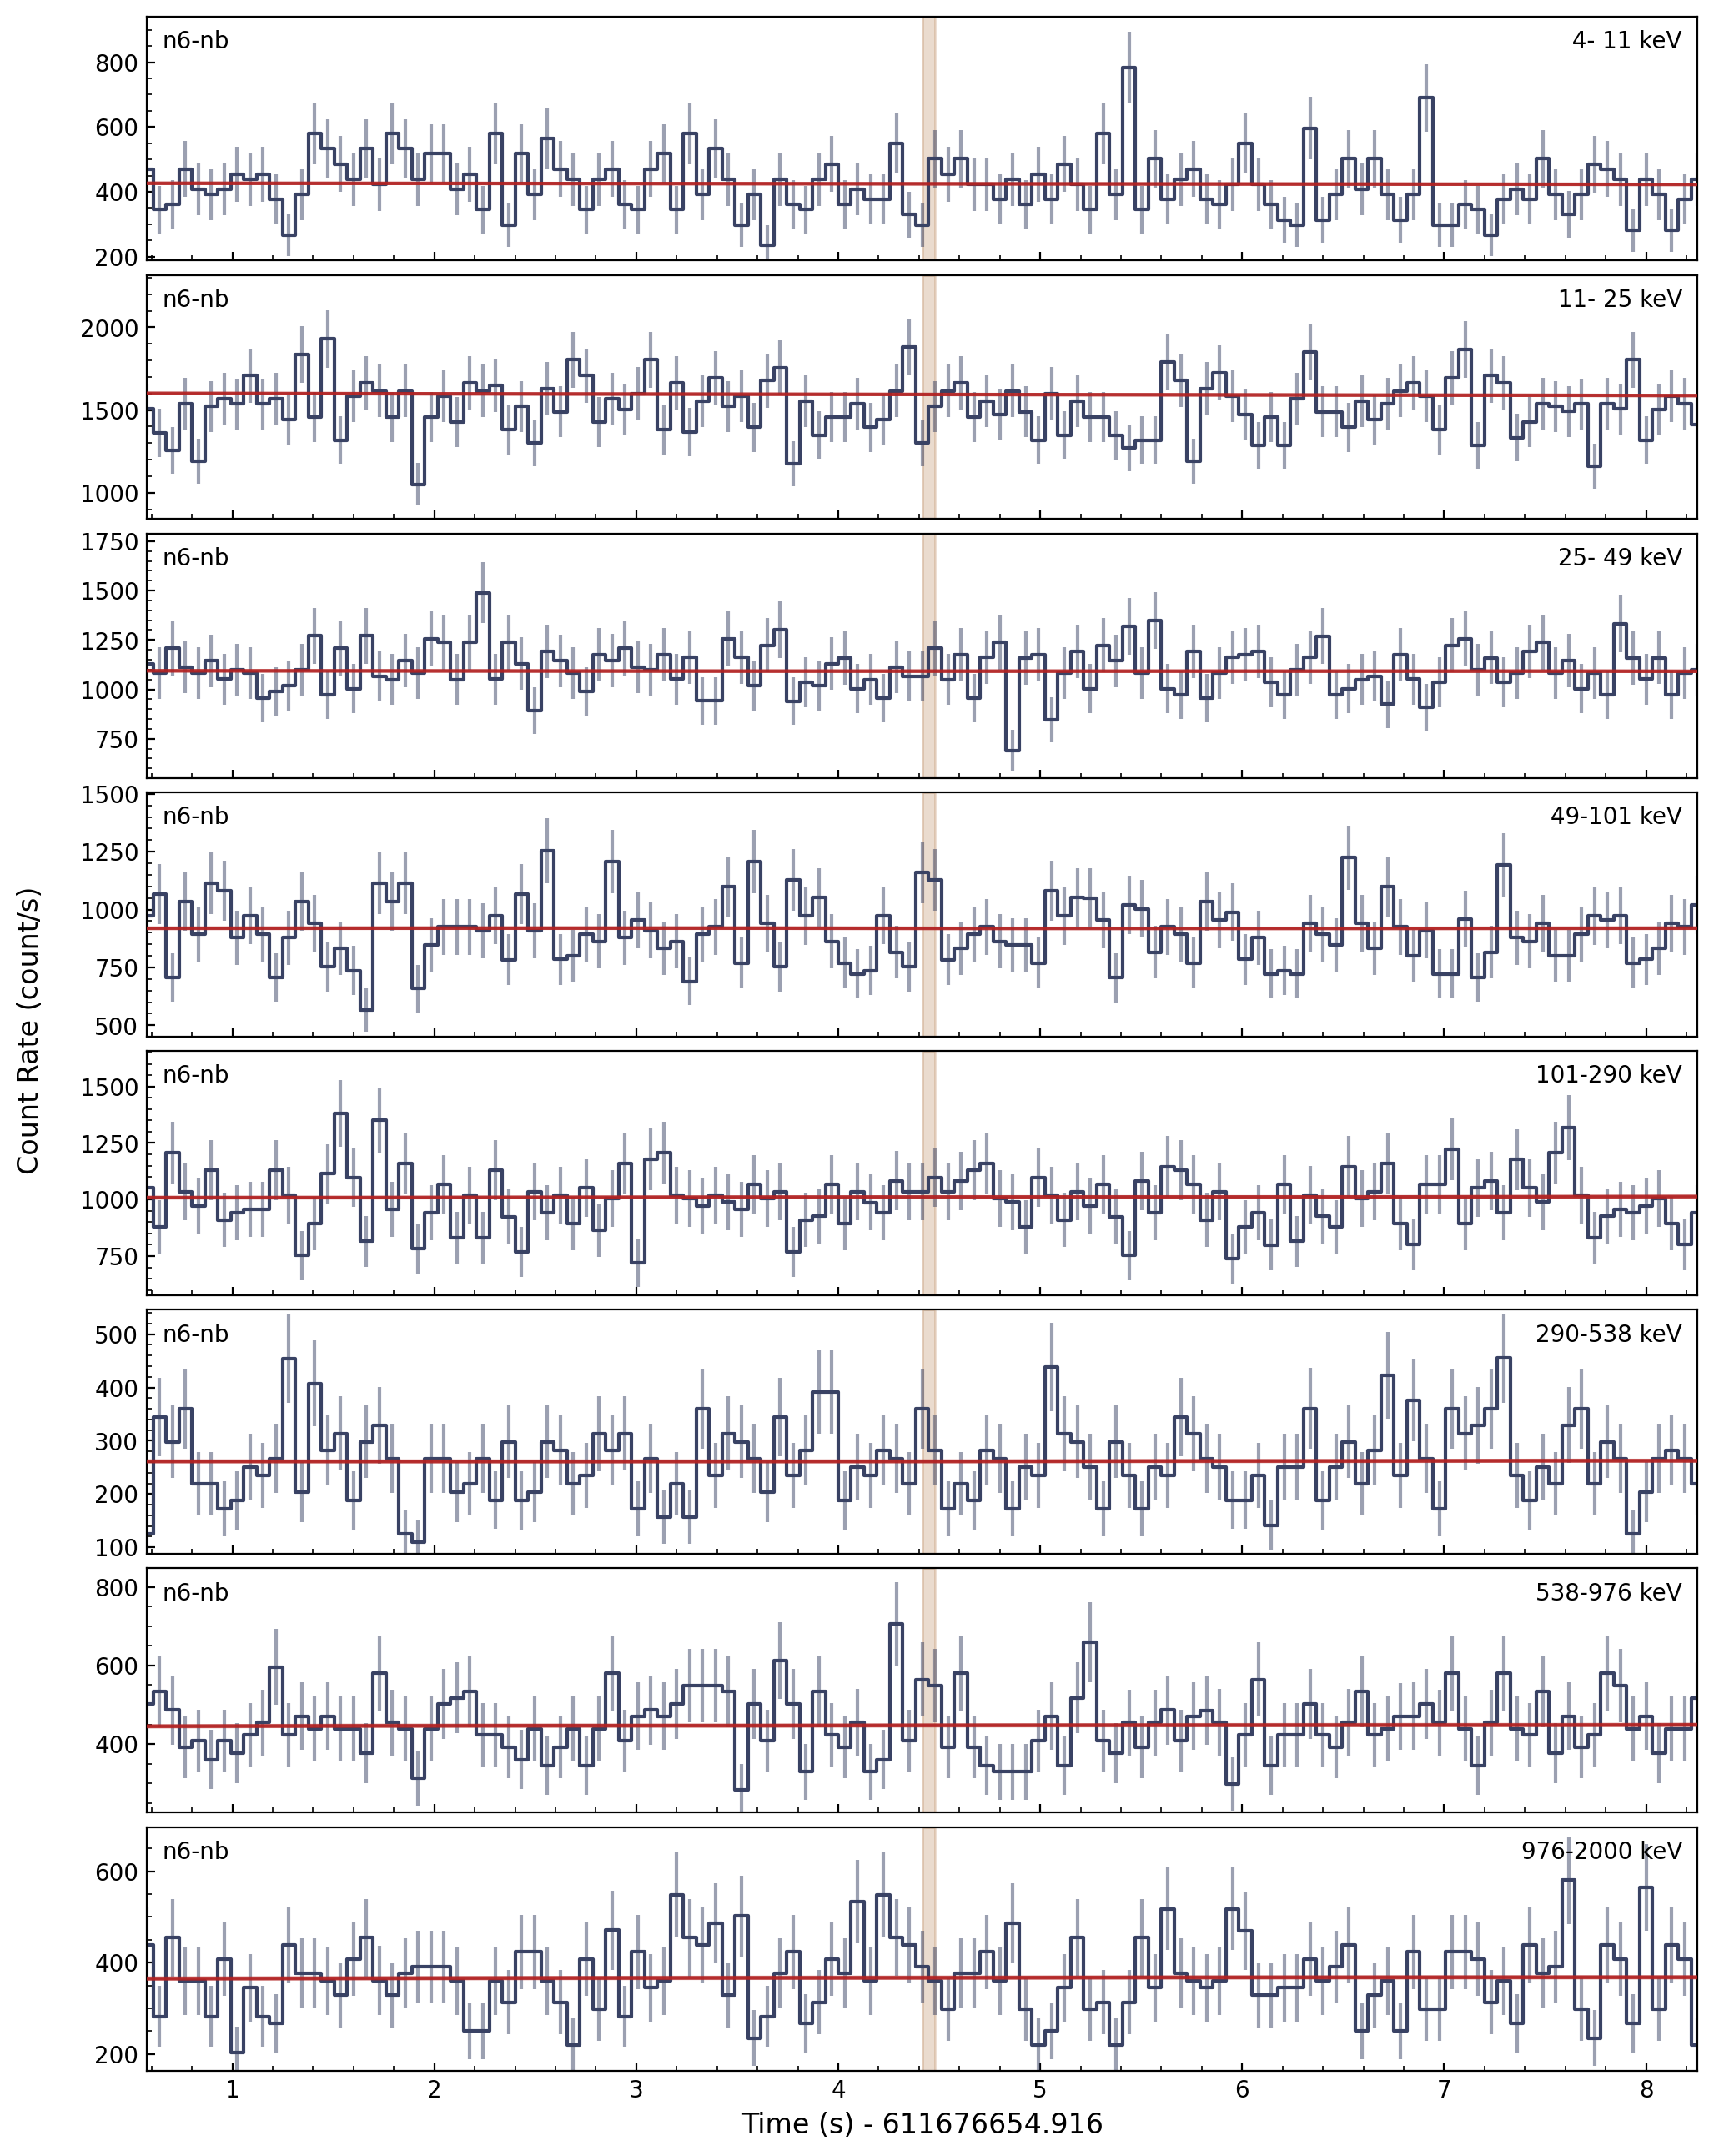 n6-nb 4- 11 keV
800
600
400
200
n6-nb 11- 25 keV
2000
1500
1000
n6-nb 25- 49 keV
1750
1500
1250
1000
750
n6-nb 49-101 keV
1500
1250
1000
750
500
n6-nb 101-290 keV
1500
1250
1000
750
n6-nb 290-538 keV
500
400
300
200
100
n6-nb 538-976 keV
800
600
400
n6-nb 976-2000 keV
600
400
200
1 2 3 4 5 6 7 8
Time (s) - 611676654.916
Count Rate (count/s)